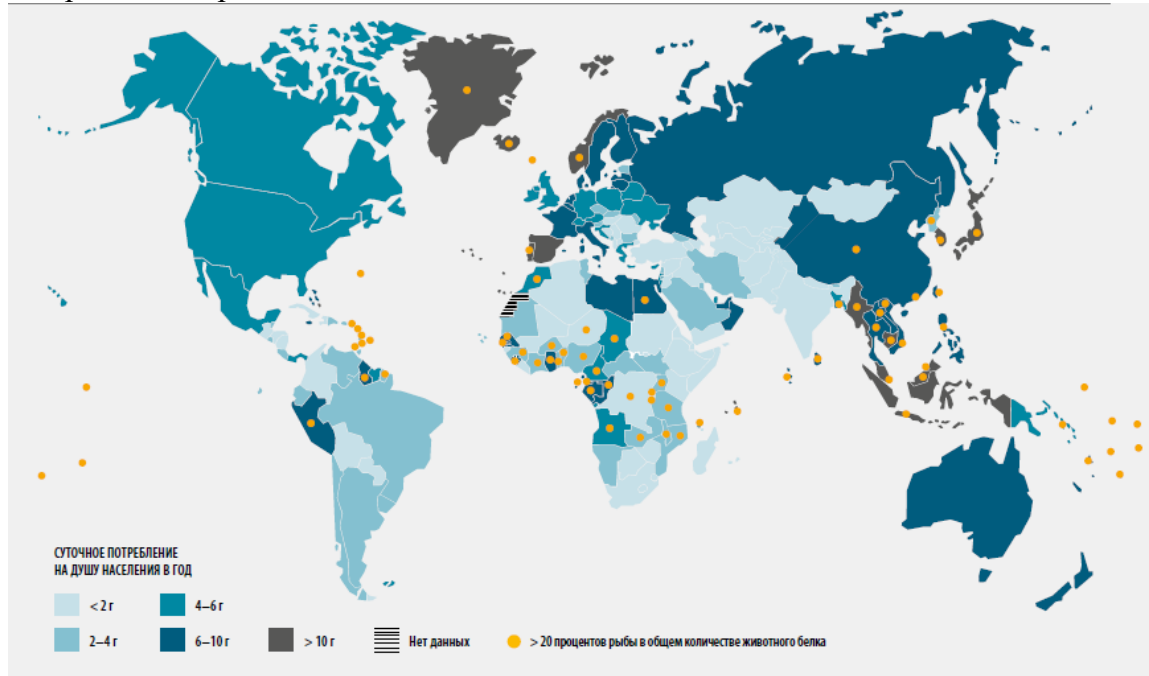 СУТОЧНОЕ ПОТРЕБЛЕНИЕ
НА ДУШУ НАСЕЛЕНИЯ В ГОД
< 2 г
4–6 г
2–4 г
6–10 г
> 10 г
Нет данных
> 20 процентов рыбы в общем количестве животного белка